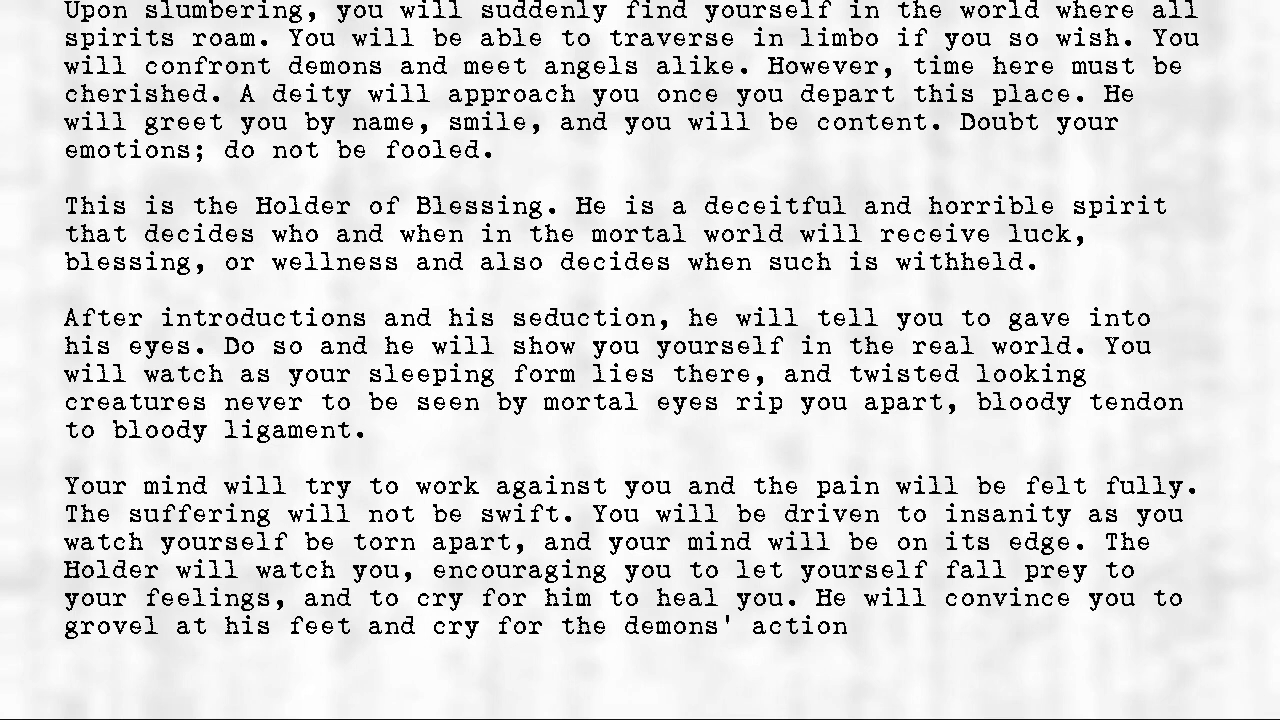 Upon slumbering, you will suddenly find yourself in the world where all
spirits roam. You will be able to traverse in limbo if you so wish. You
will confront demons and meet angels alike. However, time here must be
cherished. A deity will approach you once you depart this place. He
will greet you by name, smile, and you will be content. Doubt your
emotions; do not be fooled.
This is the Holder of Blessing. He is a deceitful and horrible spirit
that decides who and when in the mortal world will receive luck,
blessing, or wellness and also decides when such is withheld.
After introductions and his seduction, he will tell you to gave into
his eyes. Do so and he will show you yourself in the real world. You
will watch as your sleeping form lies there, and twisted looking
creatures never to be seen by mortal eyes rip you apart, bloody tendon
to bloody ligament.
Your mind will try to work against you and the pain will be felt fully.
The suffering will not be swift. You will be driven to insanity as you
watch yourself be torn apart, and your mind will be on its edge. The
Holder will watch you, encouraging you to let yourself fall prey to
your feelings, and to cry for him to heal you. He will convince you to
grovel at his feet and cry for the demons' action